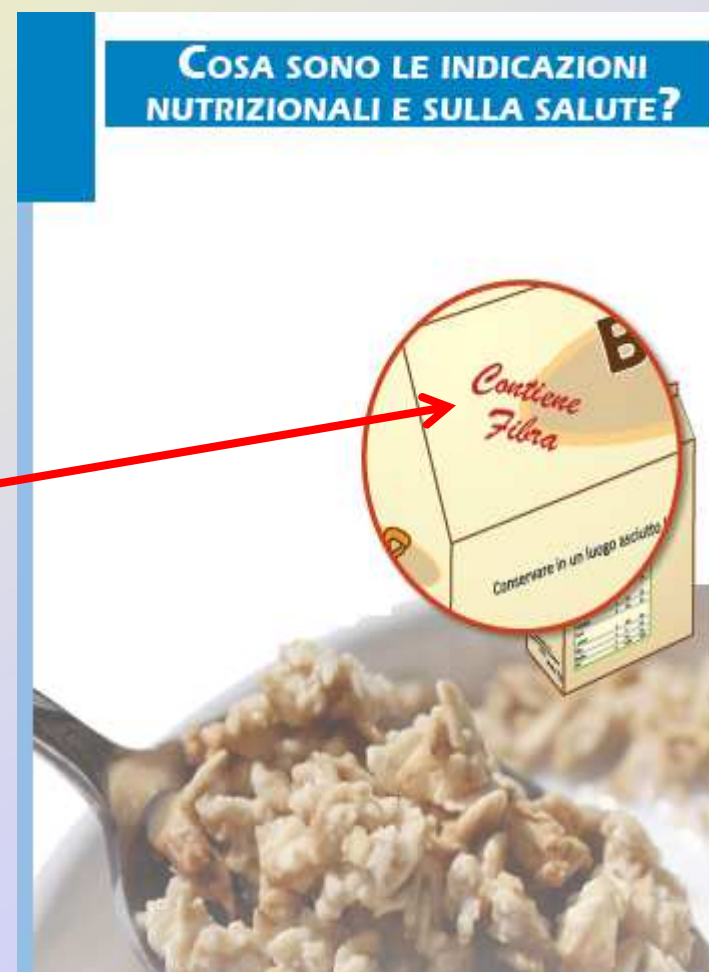 COSA SONO LE INDICAZIONI
NUTRIZIONALI E SULLA SALUTE?
B
Contiene
Fibra
Conservare in un luogo asciutto